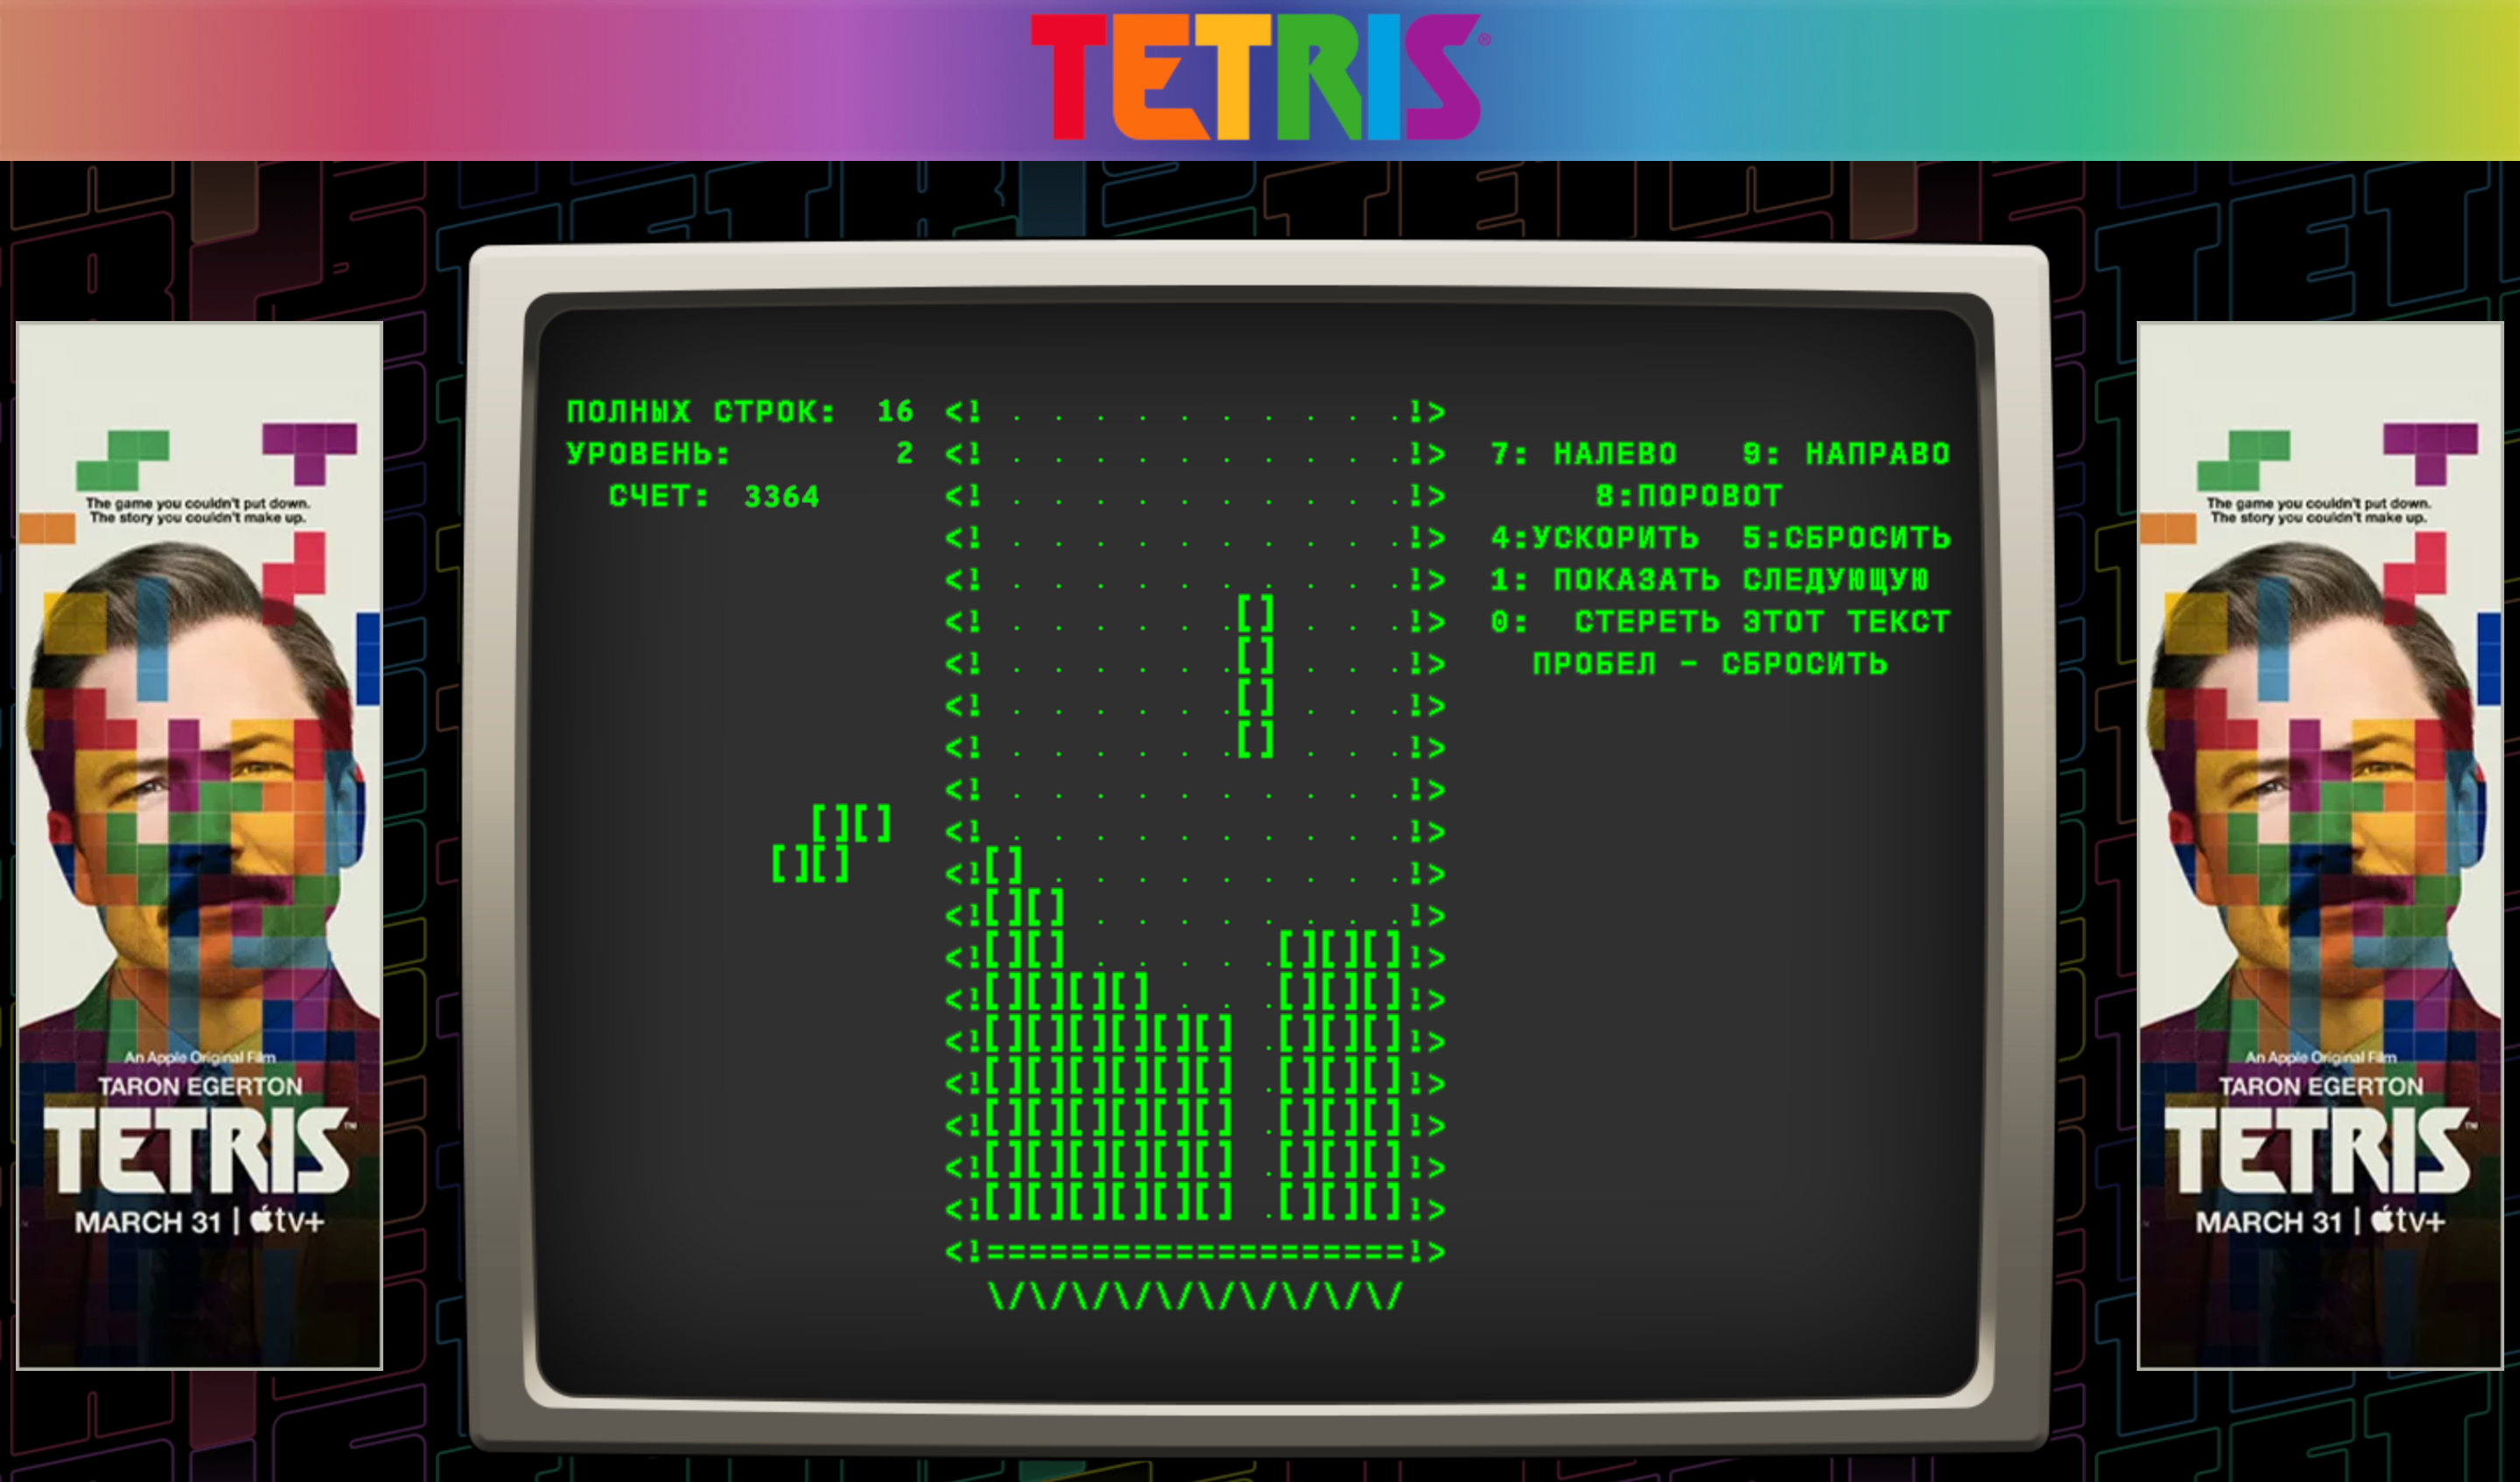 TETRIS®
The game you couldn't put down.
The story you couldn't make up.
An Apple Original Film
TARON EGERTON
TETRIS™
MARCH 31 | tv+
ПОЛНЫХ СТРОК: 16
УРОВЕНЬ: 2
СЧЕТ: 3364
7: НАЛЕВО 9: НАПРАВО
8:ПОРОВОТ
4:УСКОРИТЬ 5:СБРОСИТЬ
1: ПОКАЗАТЬ СЛЕДУЮЩУЮ
0: СТЕРЕТЬ ЭТОТ ТЕКСТ
ПРОБЕЛ - СБРОСИТЬ
The game you couldn't put down.
The story you couldn't make up.
An Apple Original Film
TARON EGERTON
TETRIS™
MARCH 31 | tv+